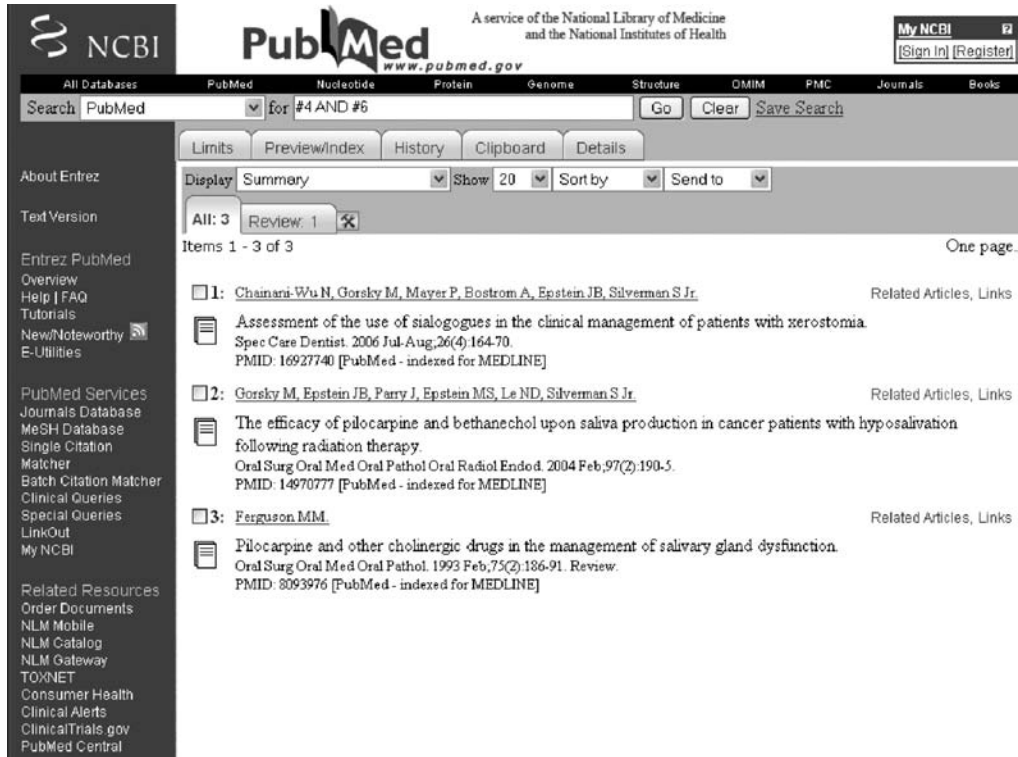 NCBI
PubMed
www.pubmed.gov
A service of the National Library of Medicine
and the National Institutes of Health
My NCBI ?
[Sign In] [Register]
All Databases PubMed Nucleotide Protein Genome Structure OMIM PMC Journals Books
Search PubMed for #4 AND #6 Go Clear Save Search
Limits Preview/Index History Clipboard Details
Display Summary Show 20 Sort by Send to
All: 3 Review: 1
Items 1 - 3 of 3 One page.
1: Chainani-Wu N, Gorsky M, Mayer P, Bostrom A, Epstein JB, Silverman S Jr. Related Articles, Links
Assessment of the use of sialogogues in the clinical management of patients with xerostomia.
Spec Care Dentist. 2006 Jul-Aug;26(4):164-70.
PMID: 16927740 [PubMed - indexed for MEDLINE]
2: Gorsky M, Epstein JB, Parry J, Epstein MS, Le ND, Silverman S Jr. Related Articles, Links
The efficacy of pilocarpine and bethanechol upon saliva production in cancer patients with hyposalivation
following radiation therapy.
Oral Surg Oral Med Oral Pathol Oral Radiol Endod. 2004 Feb;97(2):190-5.
PMID: 14970777 [PubMed - indexed for MEDLINE]
3: Ferguson MM. Related Articles, Links
Pilocarpine and other cholinergic drugs in the management of salivary gland dysfunction.
Oral Surg Oral Med Oral Pathol. 1993 Feb;75(2):186-91. Review.
PMID: 8093976 [PubMed - indexed for MEDLINE]
About Entrez
Text Version
Entrez PubMed
Overview
Help | FAQ
Tutorials
New/Noteworthy
E-Utilities
PubMed Services
Journals Database
MeSH Database
Single Citation
Matcher
Batch Citation Matcher
Clinical Queries
Special Queries
LinkOut
My NCBI
Related Resources
Order Documents
NLM Mobile
NLM Catalog
NLM Gateway
TOXNET
Consumer Health
Clinical Alerts
ClinicalTrials.gov
PubMed Central